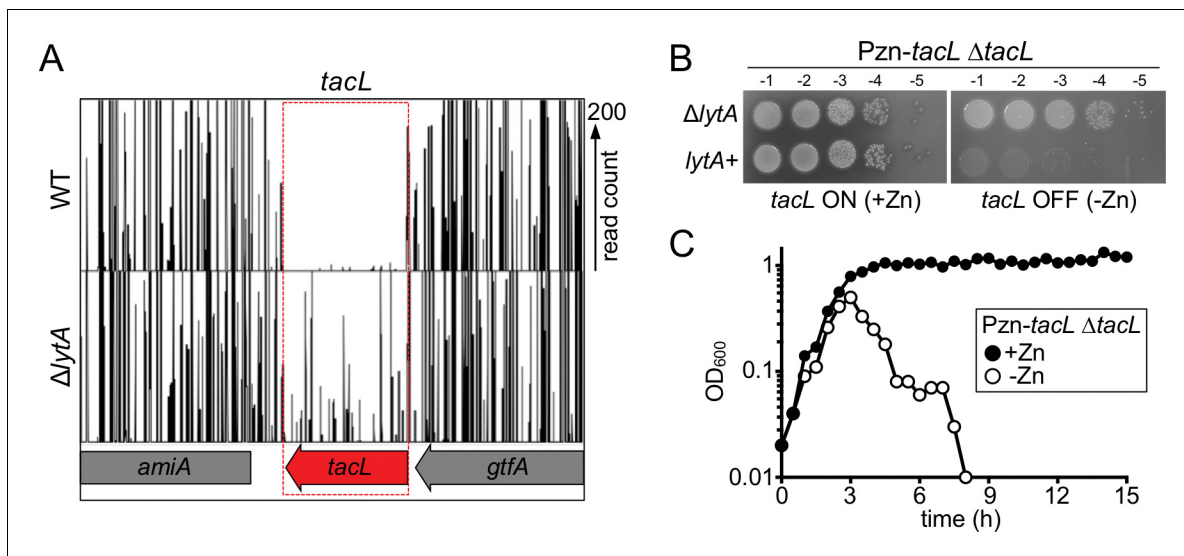 A
tacL
200
read count
WT
ΔlytA
amiA
tacL
gtfA
B
Pzn-tacL ΔtacL
-1 -2 -3 -4 -5 -1 -2 -3 -4 -5
ΔlytA
lytA+
tacL ON (+Zn) tacL OFF (-Zn)
C
1
0.1
0.01
OD600
0 3 6 9 12 15
time (h)
Pzn-tacL ΔtacL
+Zn
-Zn